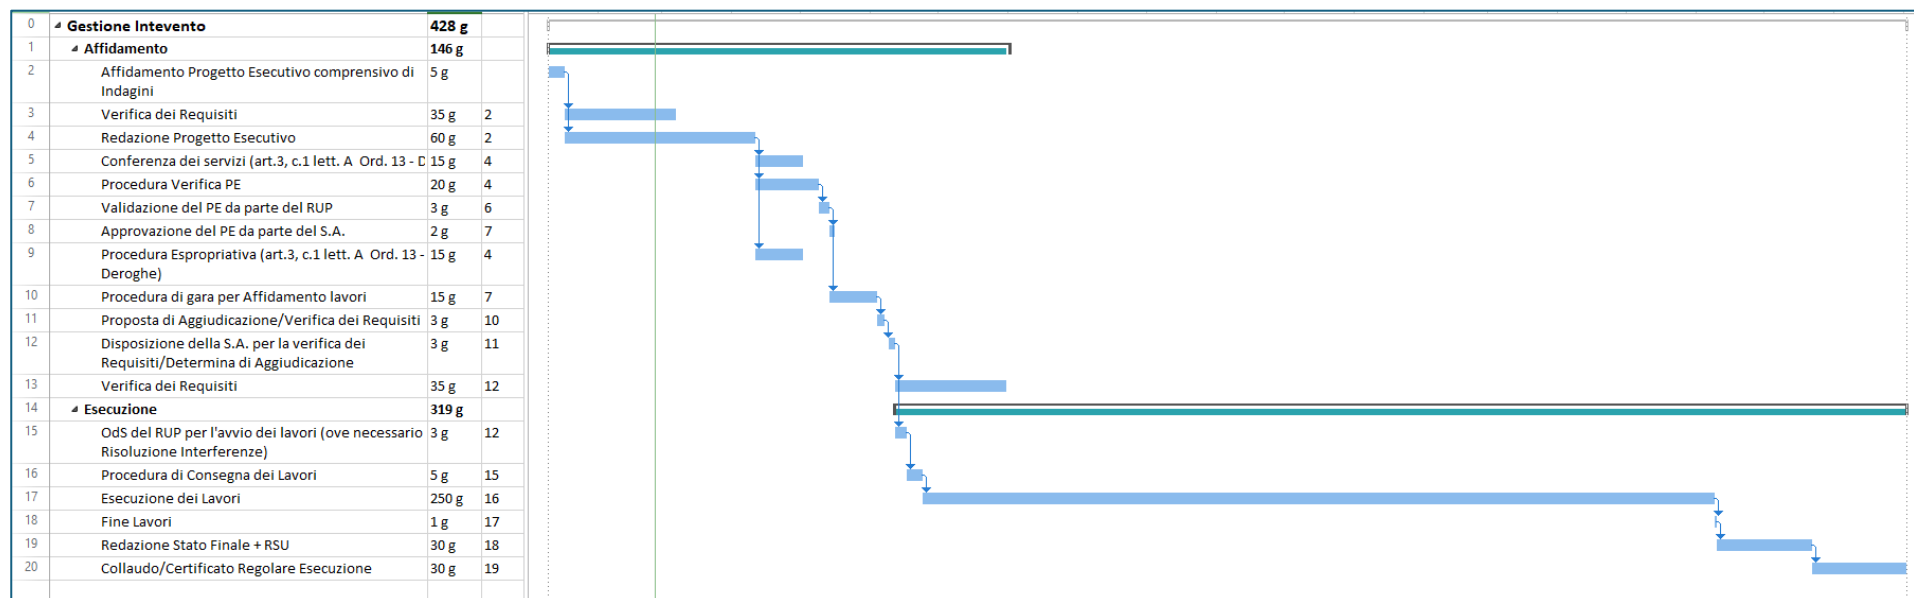 0 Gestione Intevento 428 g
1 Affidamento 146 g
2 Affidamento Progetto Esecutivo comprensivo di 5 g
Indagini
3 Verifica dei Requisiti 35 g 2
4 Redazione Progetto Esecutivo 60 g 2
5 Conferenza dei servizi (art.3, c.1 lett. A Ord. 13 - D 15 g 4
6 Procedura Verifica PE 20 g 4
7 Validazione del PE da parte del RUP 3 g 6
8 Approvazione del PE da parte del S.A. 2 g 7
9 Procedura Espropriativa (art.3, c.1 lett. A Ord. 13 - 15 g 4
Deroghe)
10 Procedura di gara per Affidamento lavori 15 g 7
11 Proposta di Aggiudicazione/Verifica dei Requisiti 3 g 10
12 Disposizione della S.A. per la verifica dei 3 g 11
Requisiti/Determina di Aggiudicazione
13 Verifica dei Requisiti 35 g 12
14 Esecuzione 319 g
15 OdS del RUP per l'avvio dei lavori (ove necessario 3 g 12
Risoluzione Interferenze)
16 Procedura di Consegna dei Lavori 5 g 15
17 Esecuzione dei Lavori 250 g 16
18 Fine Lavori 1 g 17
19 Redazione Stato Finale + RSU 30 g 18
20 Collaudo/Certificato Regolare Esecuzione 30 g 19